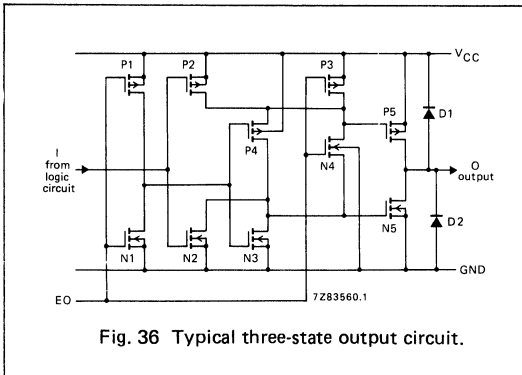 P1
P2
P3
V_CC
P5
D1
P4
I
from
logic
circuit
N4
O
output
N5
D2
N1
N2
N3
GND
EO
7Z83560.1
Fig. 36 Typical three-state output circuit.